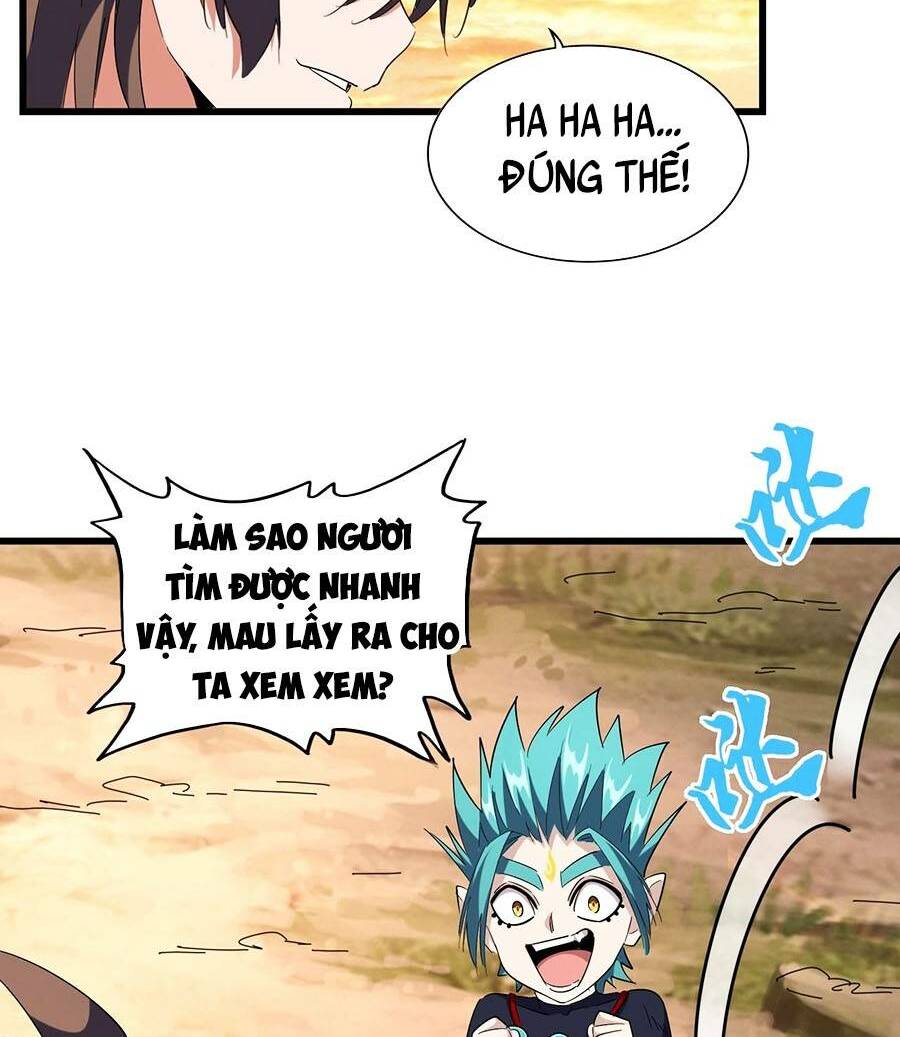 HA HA HA...
ĐÚNG THẾ!
LÀM SAO NGƯƠI
TÌM ĐƯỢC NHANH
VẬY, MAU LẤY RA CHO
TA XEM XEM?